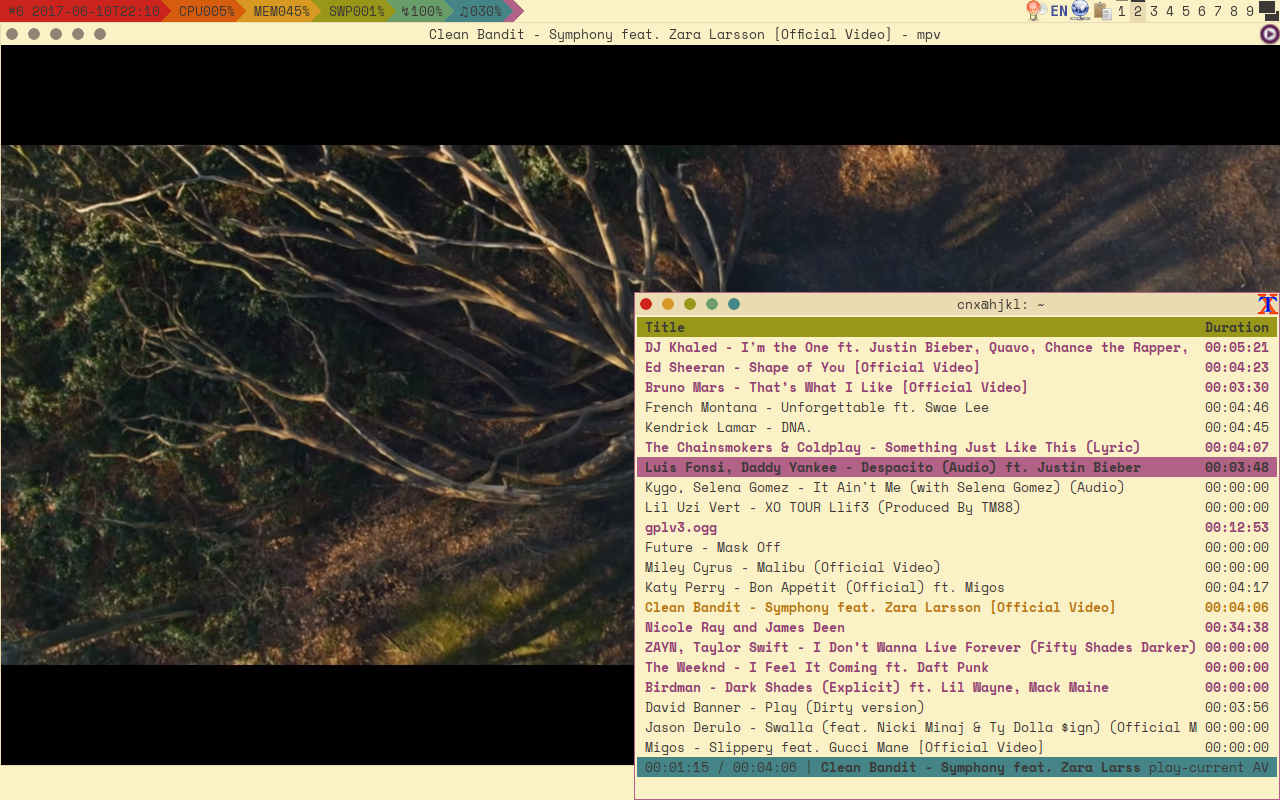 #6 2017-06-10T22:10 CPU005% MEM045% SWP001% ↯100% ♫030% EN 1 2 3 4 5 6 7 8 9
Clean Bandit - Symphony feat. Zara Larsson [Official Video] - mpv
cnx@hjkl: ~
Title Duration
DJ Khaled - I'm the One ft. Justin Bieber, Quavo, Chance the Rapper, 00:05:21
Ed Sheeran - Shape of You [Official Video] 00:04:23
Bruno Mars - That's What I Like [Official Video] 00:03:30
French Montana - Unforgettable ft. Swae Lee 00:04:46
Kendrick Lamar - DNA. 00:04:45
The Chainsmokers & Coldplay - Something Just Like This (Lyric) 00:04:07
Luis Fonsi, Daddy Yankee - Despacito (Audio) ft. Justin Bieber 00:03:48
Kygo, Selena Gomez - It Ain't Me (with Selena Gomez) (Audio) 00:00:00
Lil Uzi Vert - XO TOUR Llif3 (Produced By TM88) 00:00:00
gplv3.ogg 00:12:53
Future - Mask Off 00:00:00
Miley Cyrus - Malibu (Official Video) 00:00:00
Katy Perry - Bon Appétit (Official) ft. Migos 00:04:17
Clean Bandit - Symphony feat. Zara Larsson [Official Video] 00:04:06
Nicole Ray and James Deen 00:34:38
ZAYN, Taylor Swift - I Don't Wanna Live Forever (Fifty Shades Darker) 00:00:00
The Weeknd - I Feel It Coming ft. Daft Punk 00:00:00
Birdman - Dark Shades (Explicit) ft. Lil Wayne, Mack Maine 00:00:00
David Banner - Play (Dirty version) 00:03:56
Jason Derulo - Swalla (feat. Nicki Minaj & Ty Dolla $ign) (Official M 00:00:00
Migos - Slippery feat. Gucci Mane [Official Video] 00:00:00
00:01:15 / 00:04:06 | Clean Bandit - Symphony feat. Zara Larss play-current AV